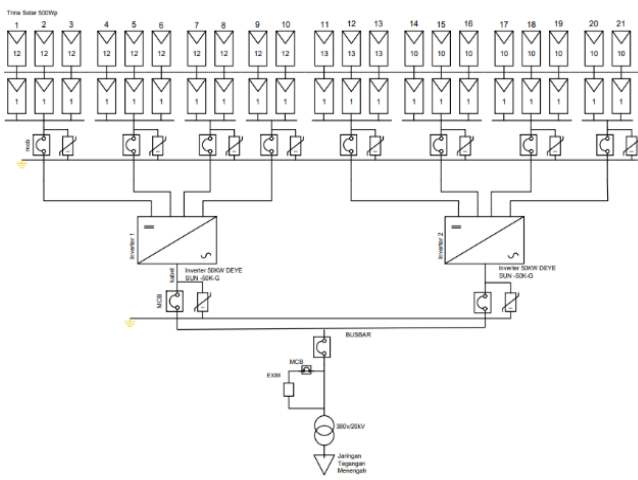 Trina Solar 500Wp
1 2 3 4 5 6 7 8 9 10 11 12 13 14 15 16 17 18 19 20 21
12 12 12 12 12 12 12 12 12 12 13 13 13 10 10 10 10 10 10 10 10
1 1 1 1 1 1 1 1 1 1 1 1 1 1 1 1 1 1 1 1 1
mcb
Inverter 1
Inverter 50KW DEYE
SUN -50K-G
kabel
Inverter 2
Inverter 50KW DEYE
SUN -50K-G
MCB
BUSBAR
MCB
EXIM
380v/20kV
Jaringan
Tegangan
Menengah